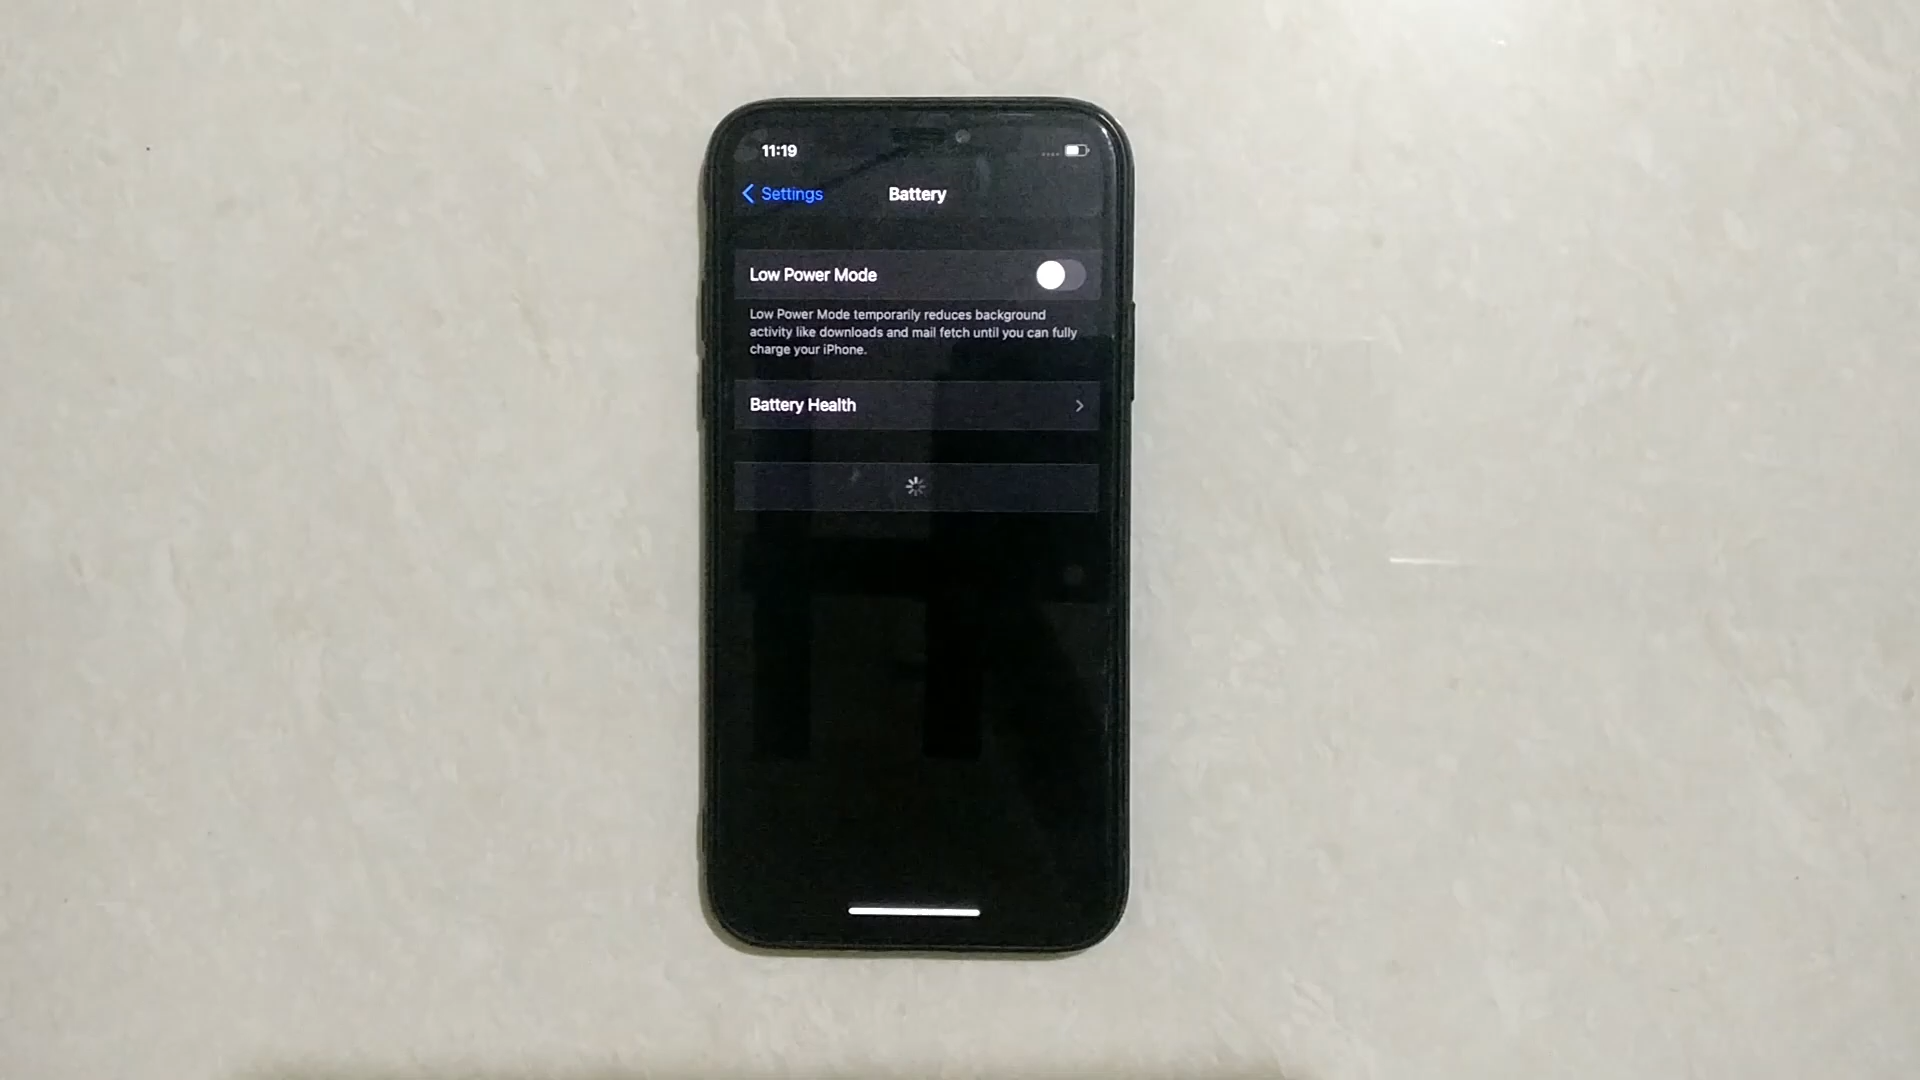 11:19
Settings
Battery
Low Power Mode
Low Power Mode temporarily reduces background
activity like downloads and mail fetch until you can fully
charge your iPhone.
Battery Health